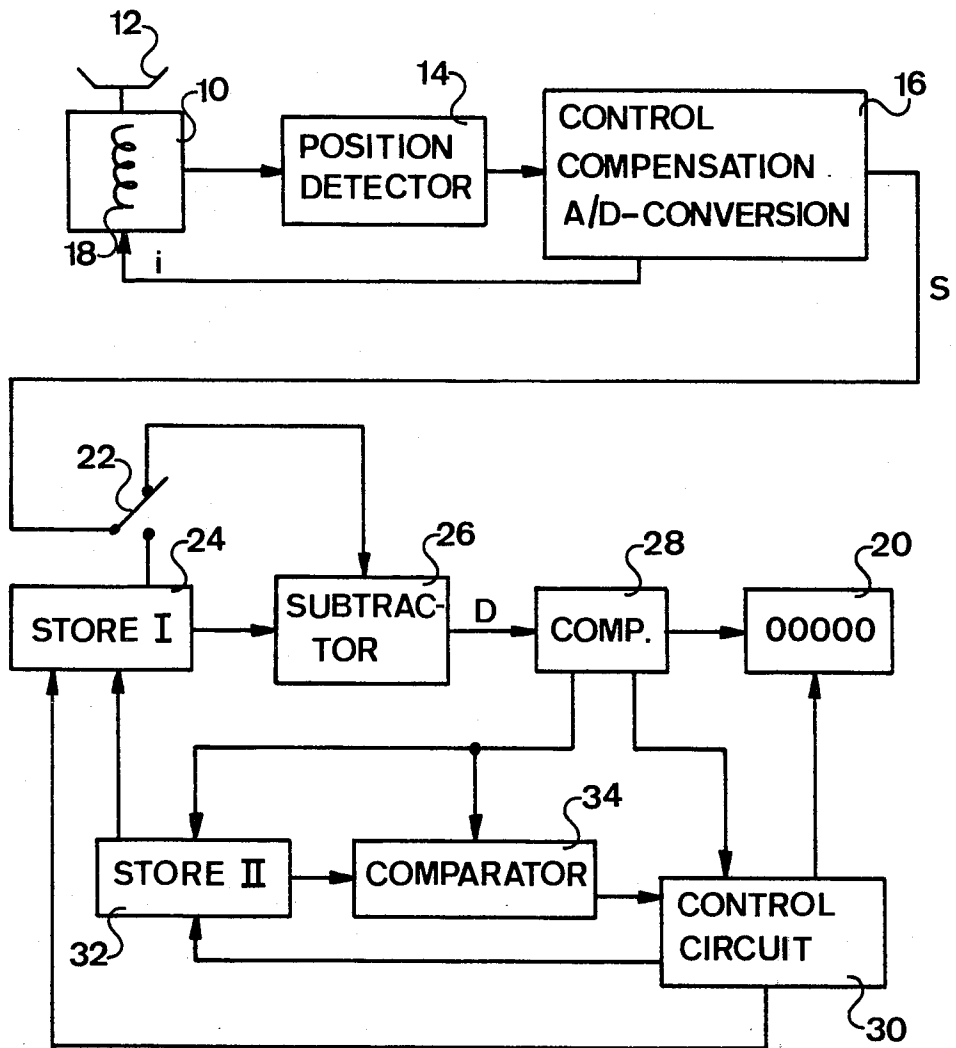 12
10
14
16
POSITION
DETECTOR
CONTROL
COMPENSATION
A/D-CONVERSION
18
i
S
22
24
26
28
20
STORE I
SUBTRAC-
TOR
D
COMP.
00000
34
STORE II
COMPARATOR
CONTROL
CIRCUIT
32
30